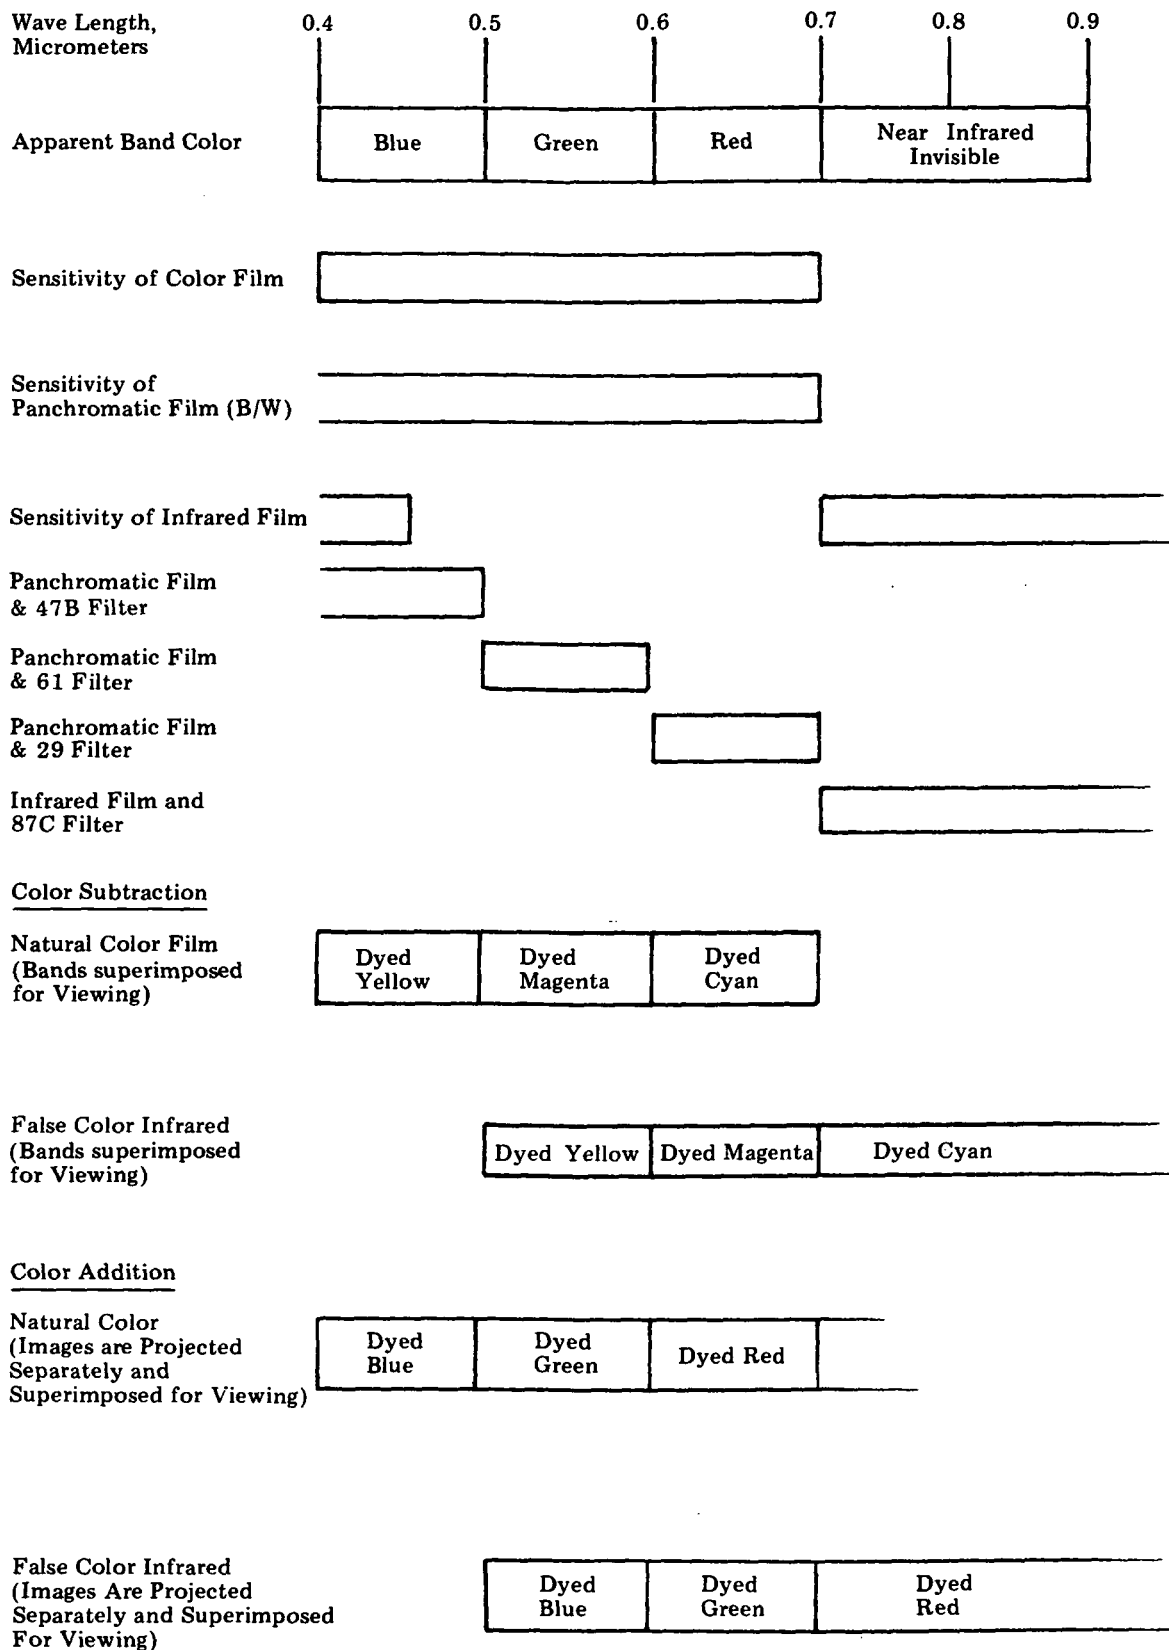 Wave Length,
Micrometers
0.4 0.5 0.6 0.7 0.8 0.9
Apparent Band Color
Blue
Green
Red
Near Infrared
Invisible
Sensitivity of Color Film
Sensitivity of
Panchromatic Film (B/W)
Sensitivity of Infrared Film
Panchromatic Film
& 47B Filter
Panchromatic Film
& 61 Filter
Panchromatic Film
& 29 Filter
Infrared Film and
87C Filter
Color Subtraction
Natural Color Film
(Bands superimposed
for Viewing)
Dyed
Yellow
Dyed
Magenta
Dyed
Cyan
False Color Infrared
(Bands superimposed
for Viewing)
Dyed Yellow
Dyed Magenta
Dyed Cyan
Color Addition
Natural Color
(Images are Projected
Separately and
Superimposed for Viewing)
Dyed
Blue
Dyed
Green
Dyed Red
False Color Infrared
(Images Are Projected
Separately and Superimposed
For Viewing)
Dyed
Blue
Dyed
Green
Dyed
Red